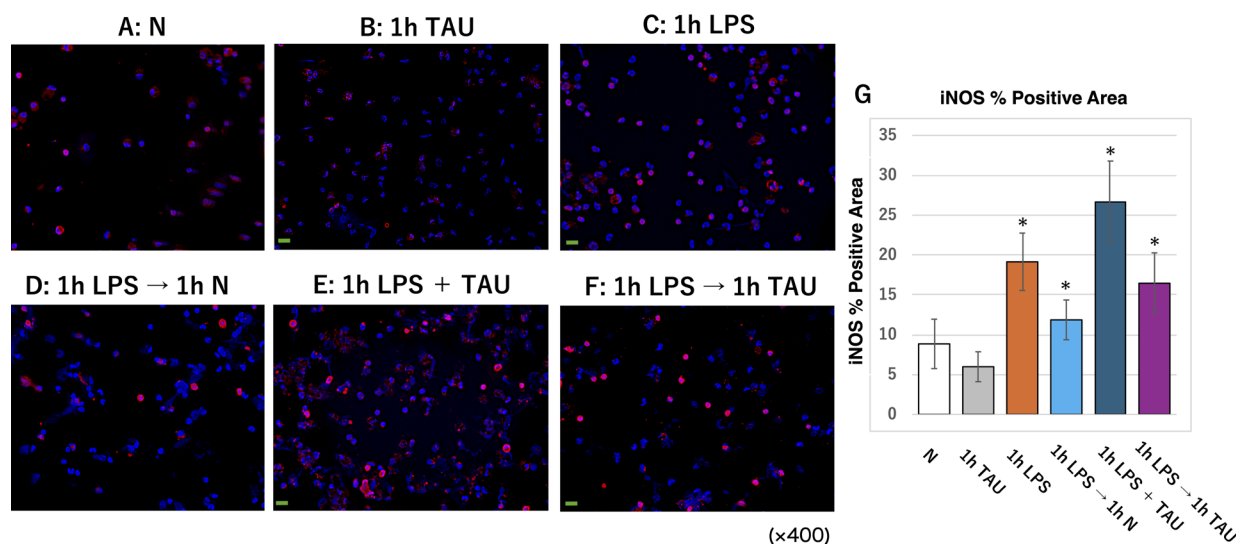 A: N
B: 1h TAU
C: 1h LPS
D: 1h LPS → 1h N
E: 1h LPS + TAU
F: 1h LPS → 1h TAU
(×400)
G
iNOS % Positive Area
iNOS % Positive Area
35
30
25
20
15
10
5
0
*
*
*
*
N
1h TAU
1h LPS
1h LPS → 1h N
1h LPS + TAU
1h LPS → 1h TAU